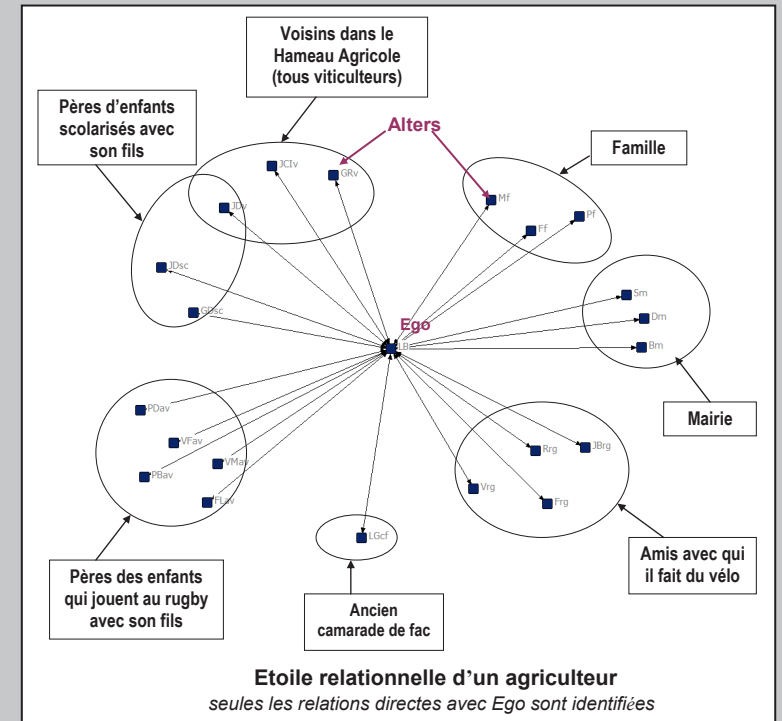 Voisins dans le
Hameau Agricole
(tous viticulteurs)
Pères d'enfants
scolarisés avec
son fils
Alters
Famille
JCIv
GRv
JDv
Mf
Ff
Pf
JDsc
GDsc
Sm
Dm
Bm
Ego
LB
Mairie
PDav
VFav
VMav
PBav
FLav
Rrg
JBrg
Vrg
Frg
LGcf
Pères des enfants
qui jouent au rugby
avec son fils
Ancien
camarade de fac
Amis avec qui
il fait du vélo
Etoile relationnelle d'un agriculteur
seules les relations directes avec Ego sont identifiées